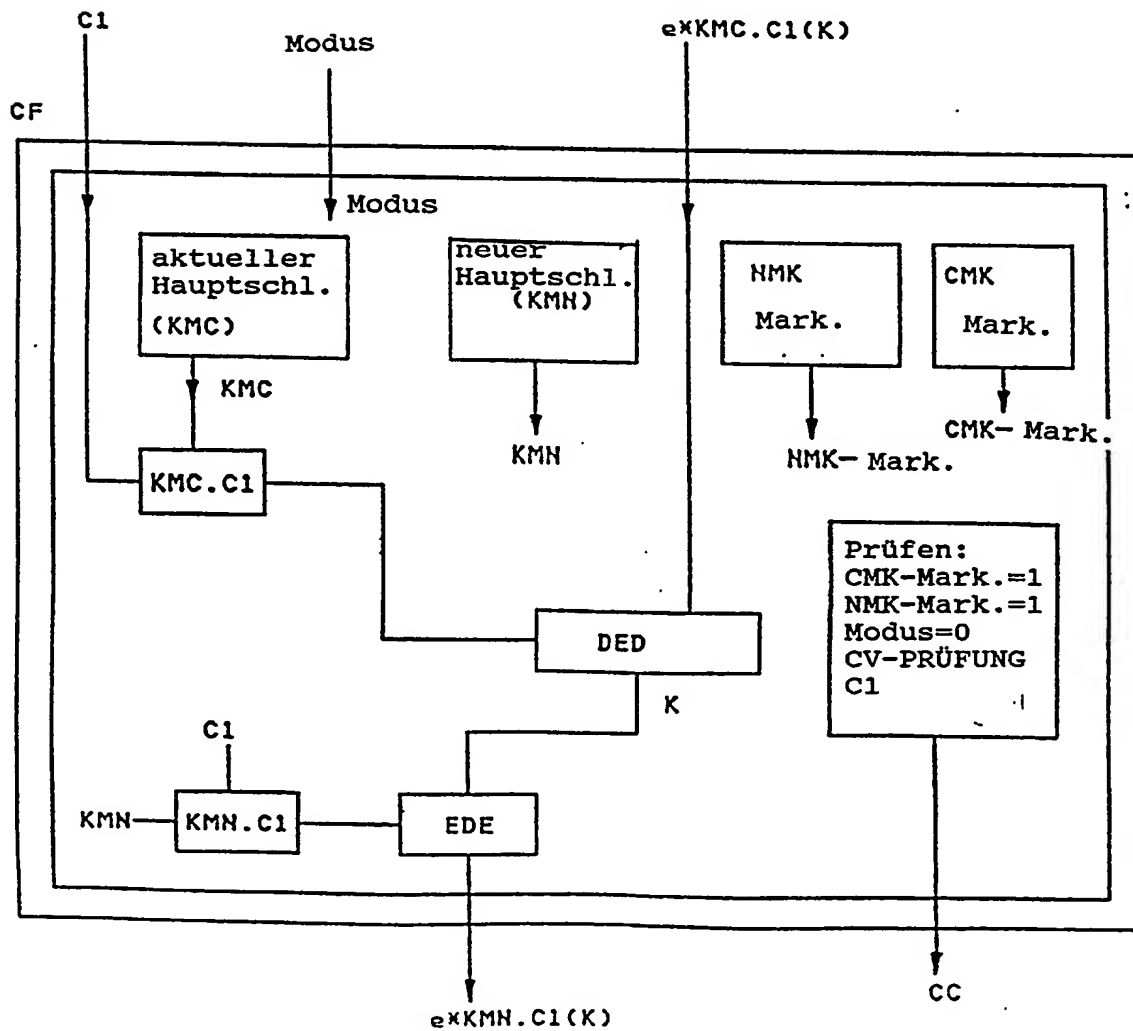 C1
Modus
e*KMC.C1(K)
CF
Modus
aktueller
Hauptschl.
(KMC)
neuer
Hauptschl.
(KMN)
NMK
Mark.
CMK
Mark.
KMC
KMN
NMK- Mark.
CMK- Mark.
KMC.C1
Prüfen:
CMK-Mark.=1
NMK-Mark.=1
Modus=0
CV-PRÜFUNG
C1
DED
K
C1
KMN
KMN.C1
EDE
CC
e*KMN.C1(K)